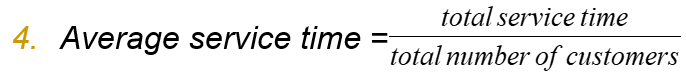 4. Average service time = total service time / total number of customers